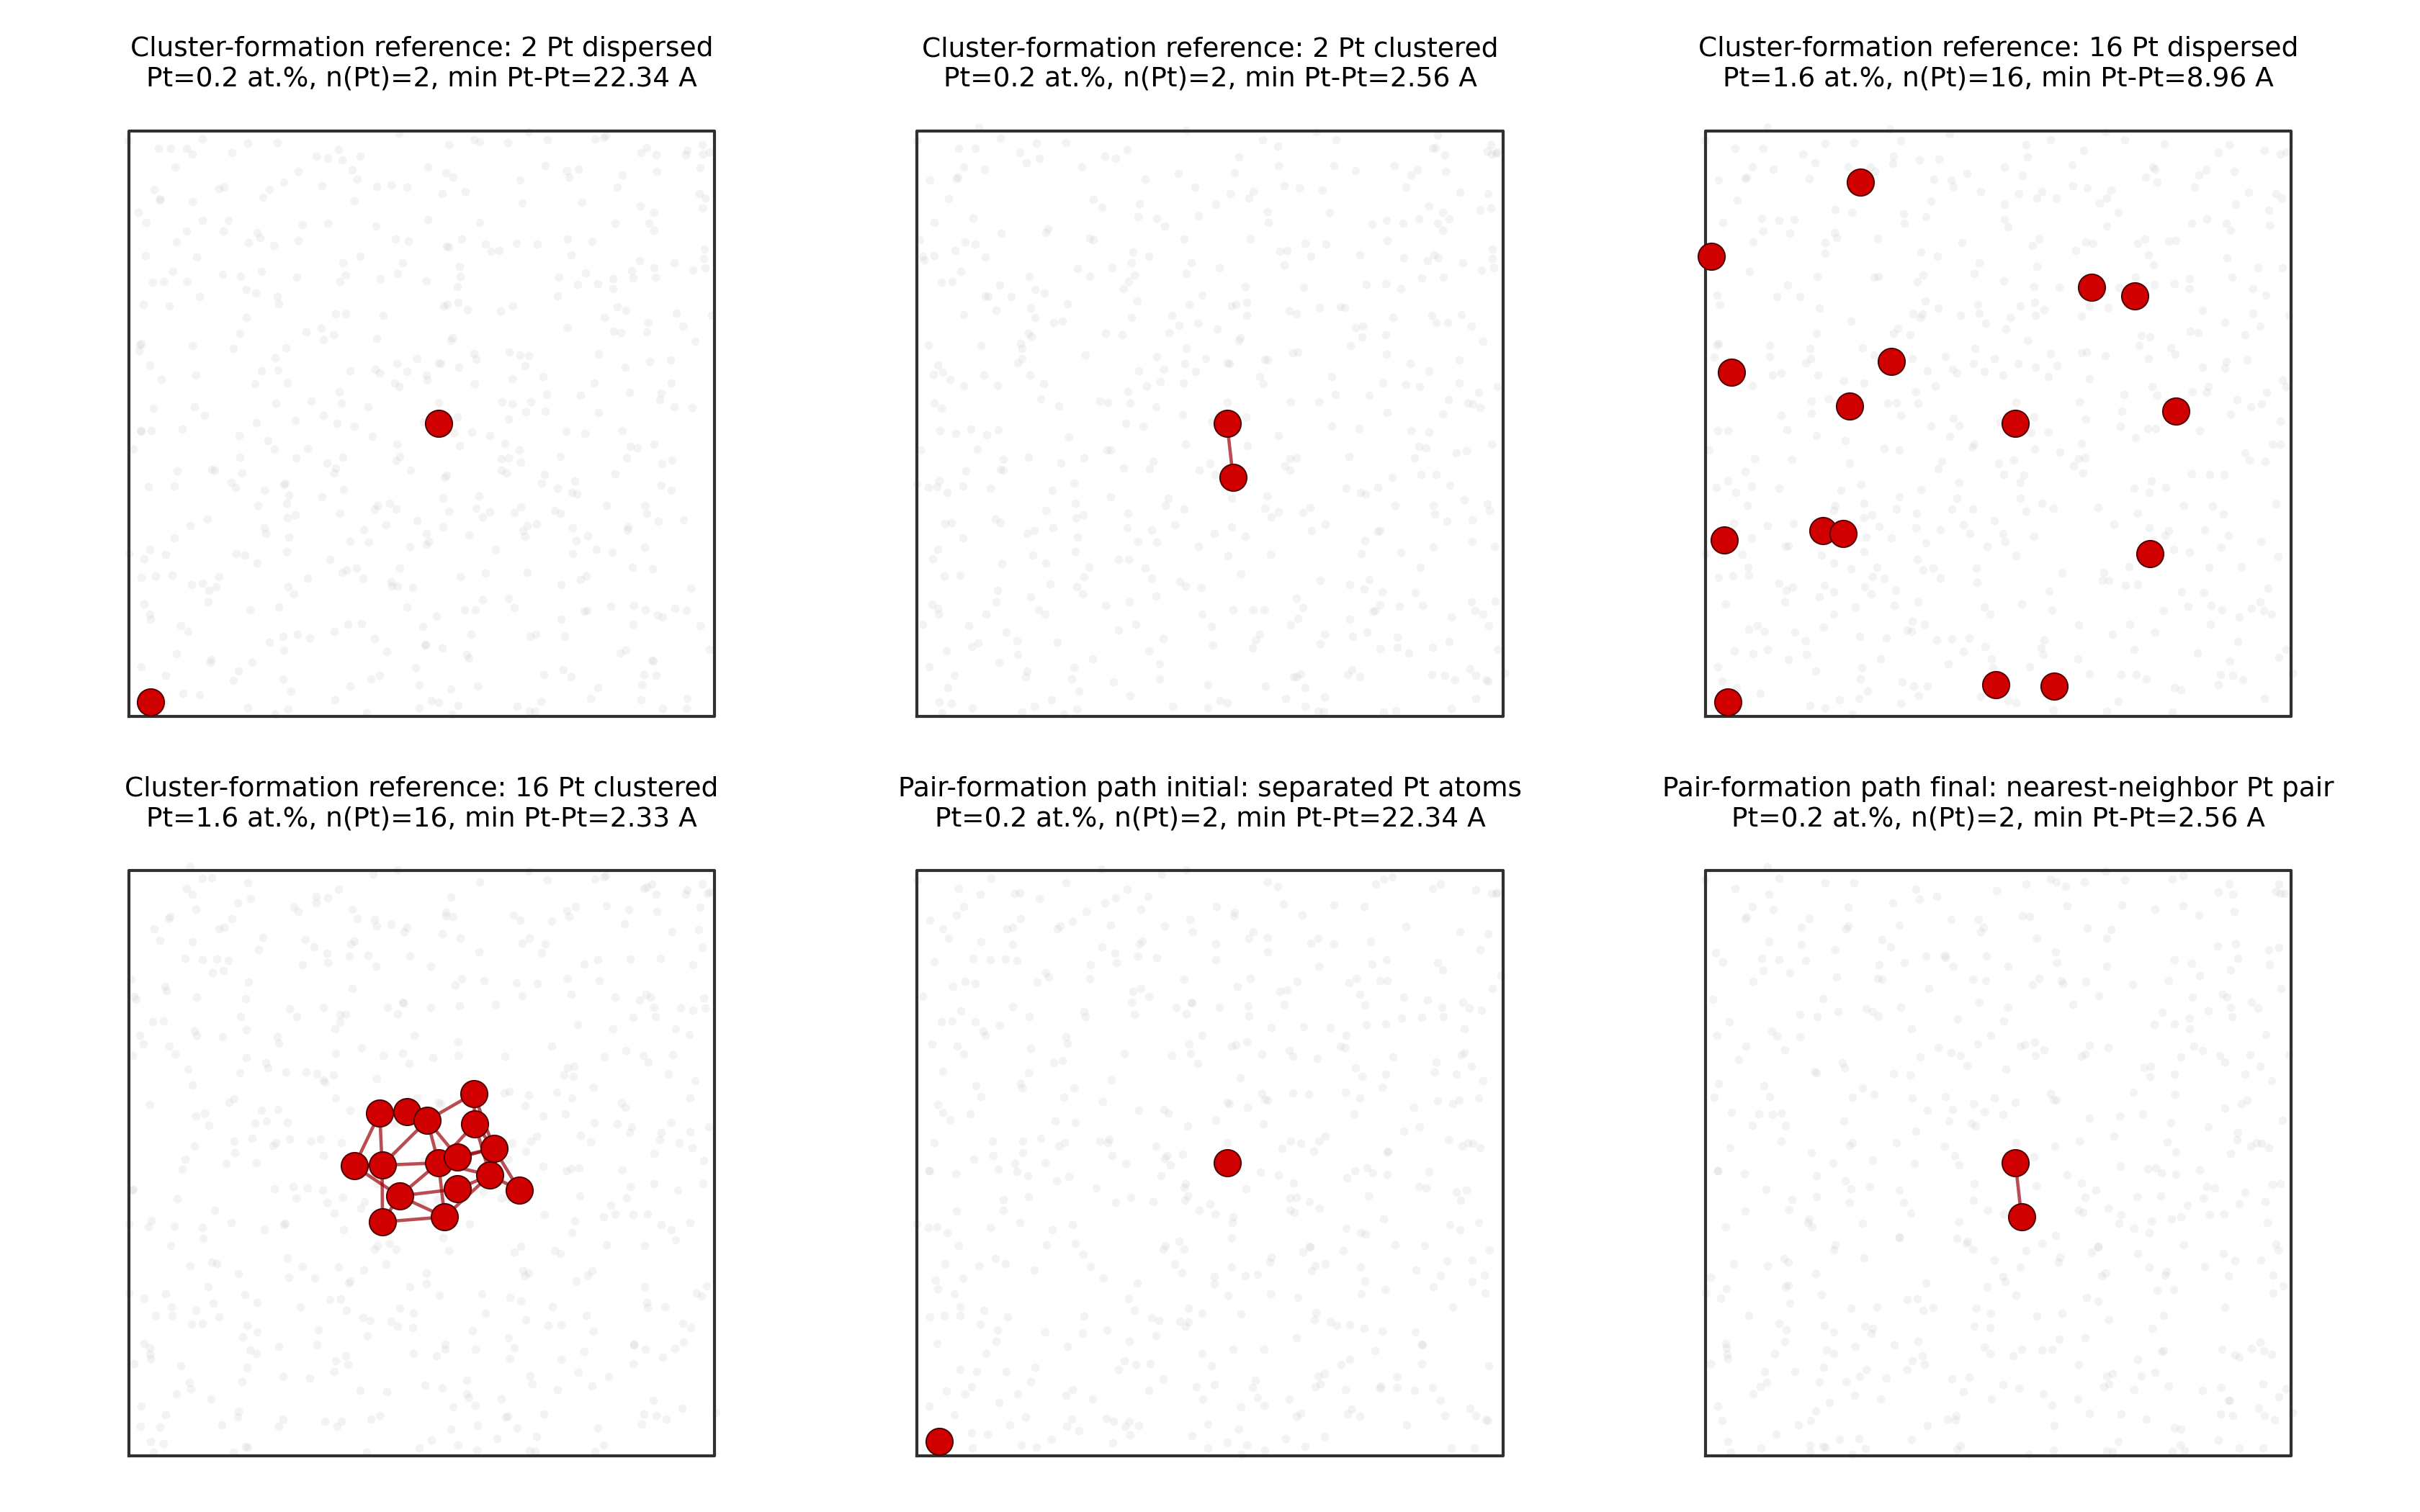 Cluster-formation reference: 2 Pt dispersed
Pt=0.2 at.%, n(Pt)=2, min Pt-Pt=22.34 A
Cluster-formation reference: 2 Pt clustered
Pt=0.2 at.%, n(Pt)=2, min Pt-Pt=2.56 A
Cluster-formation reference: 16 Pt dispersed
Pt=1.6 at.%, n(Pt)=16, min Pt-Pt=8.96 A
Cluster-formation reference: 16 Pt clustered
Pt=1.6 at.%, n(Pt)=16, min Pt-Pt=2.33 A
Pair-formation path initial: separated Pt atoms
Pt=0.2 at.%, n(Pt)=2, min Pt-Pt=22.34 A
Pair-formation path final: nearest-neighbor Pt pair
Pt=0.2 at.%, n(Pt)=2, min Pt-Pt=2.56 A